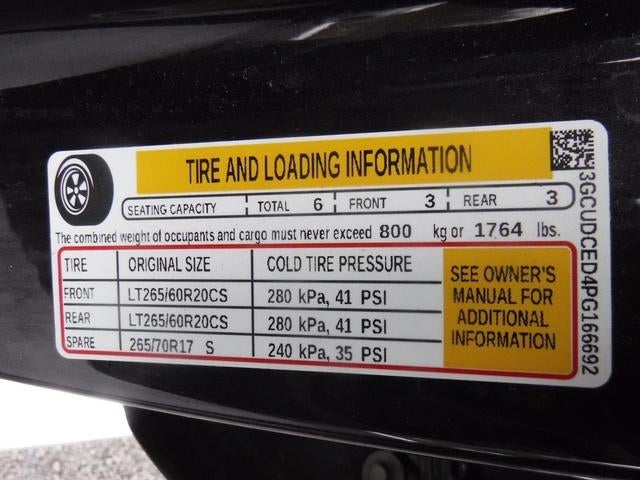 TIRE AND LOADING INFORMATION
SEATING CAPACITY TOTAL 6 FRONT 3 REAR 3
The combined weight of occupants and cargo must never exceed 800 kg or 1764 lbs.
TIRE ORIGINAL SIZE COLD TIRE PRESSURE
FRONT LT265/60R20CS 280 kPa, 41 PSI
REAR LT265/60R20CS 280 kPa, 41 PSI
SPARE 265/70R17 S 240 kPa, 35 PSI
SEE OWNER'S
MANUAL FOR
ADDITIONAL
INFORMATION
3GCUDCED4PG166692